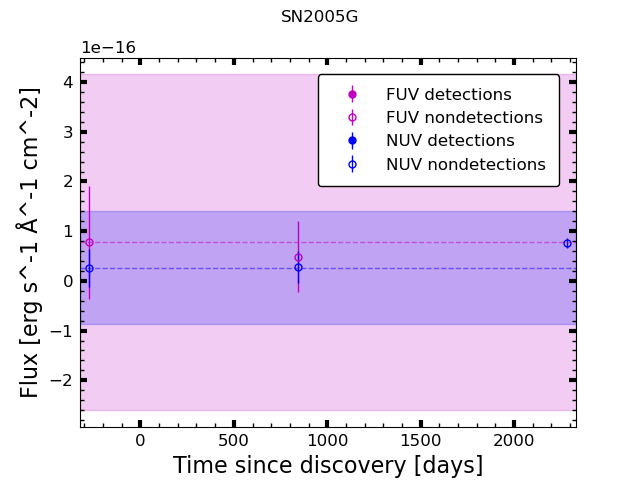 SN2005G
1e−16
4
3
2
1
0
−1
−2
Flux [erg s^-1 Å^-1 cm^-2]
FUV detections
FUV nondetections
NUV detections
NUV nondetections
0 500 1000 1500 2000
Time since discovery [days]